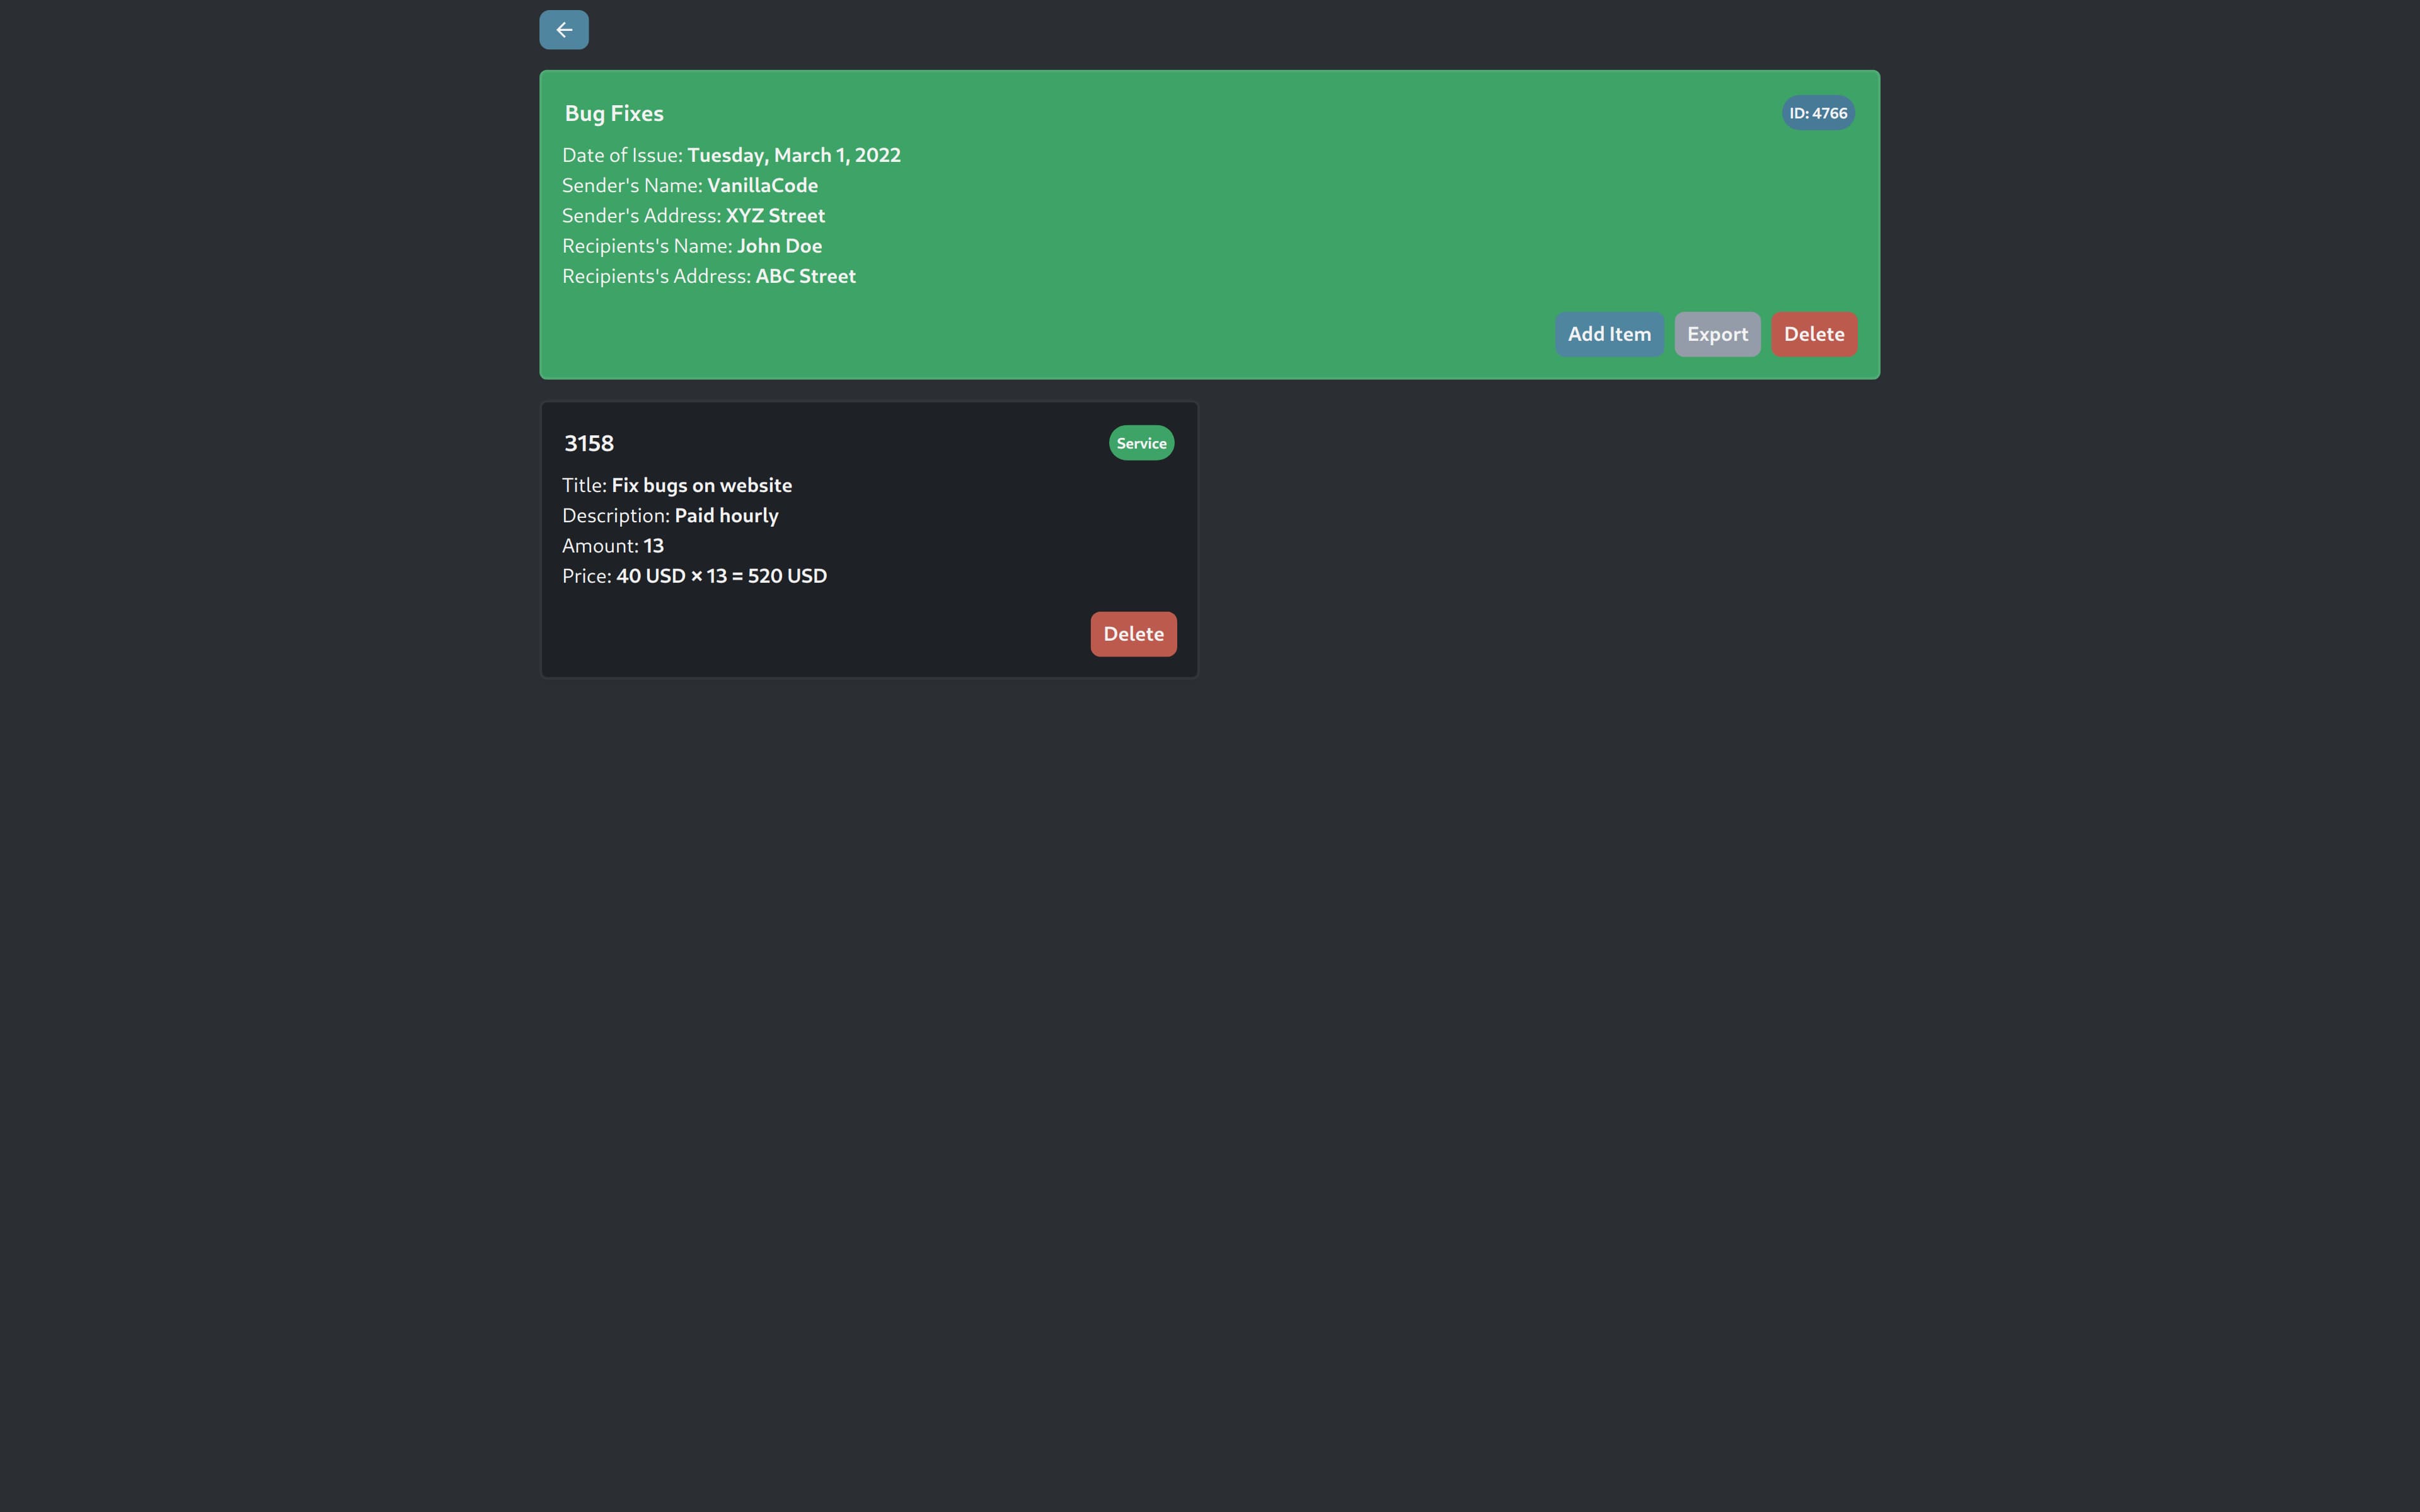 Bug Fixes
ID: 4766
Date of Issue: Tuesday, March 1, 2022
Sender's Name: VanillaCode
Sender's Address: XYZ Street
Recipients's Name: John Doe
Recipients's Address: ABC Street
Add Item Export Delete
3158
Service
Title: Fix bugs on website
Description: Paid hourly
Amount: 13
Price: 40 USD × 13 = 520 USD
Delete